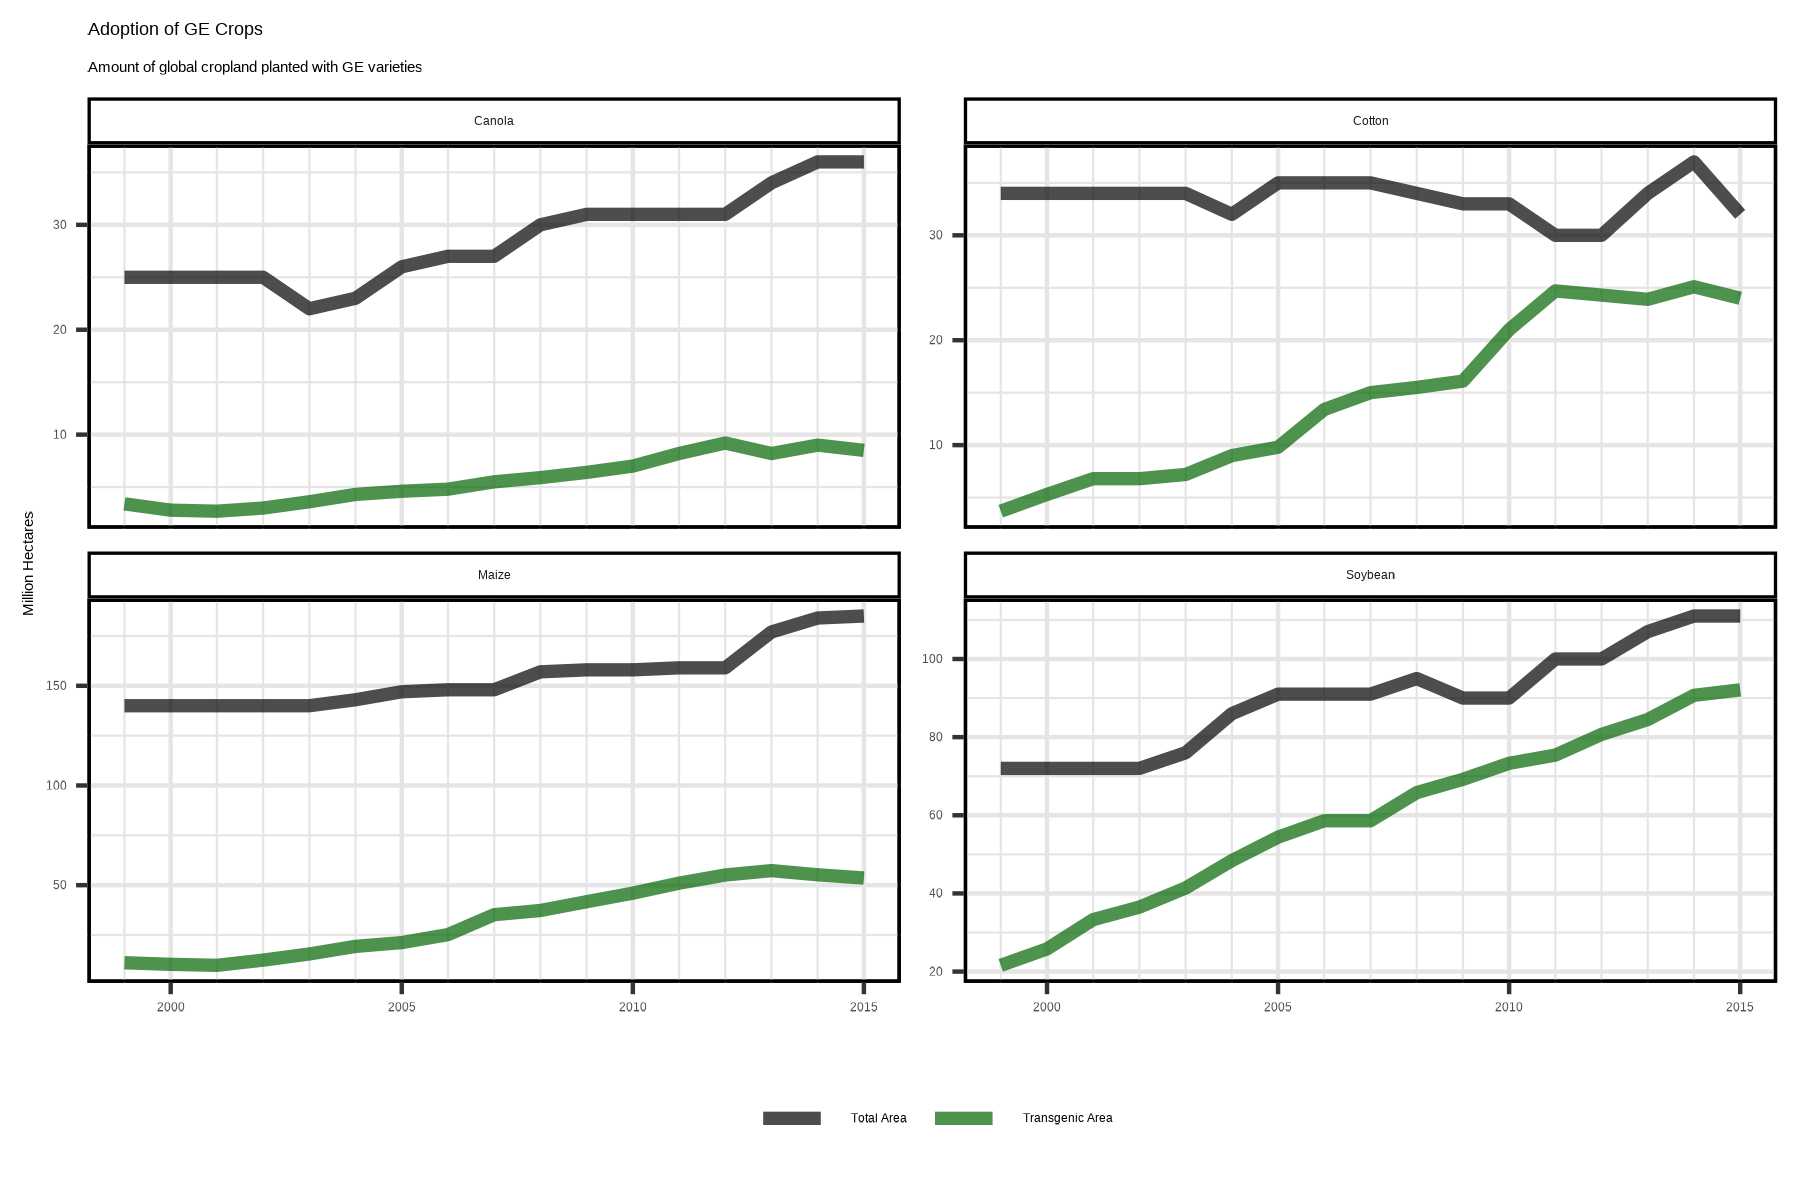 Adoption of GE Crops
Amount of global cropland planted with GE varieties
Million Hectares
Canola
30
20
10
Cotton
30
20
10
Maize
150
100
50
2000 2005 2010 2015
Soybean
100
80
60
40
20
2000 2005 2010 2015
Total Area Transgenic Area